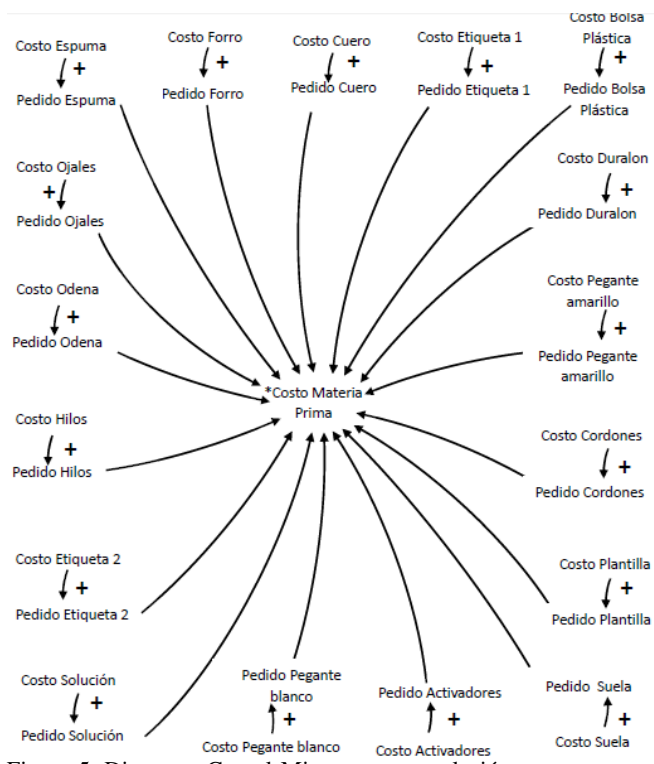 Costo Espuma
+
Pedido Espuma
Costo Forro
+
Pedido Forro
Costo Cuero
+
Pedido Cuero
Costo Etiqueta 1
+
Pedido Etiqueta 1
Costo Bolsa
Plástica
+
Pedido Bolsa
Plástica
Costo Ojales
+
Pedido Ojales
Costo Duralon
+
Pedido Duralon
Costo Odena
+
Pedido Odena
Costo Pegante
amarillo
+
Pedido Pegante
amarillo
*Costo Materia
Prima
Costo Hilos
+
Pedido Hilos
Costo Cordones
+
Pedido Cordones
Costo Etiqueta 2
+
Pedido Etiqueta 2
Costo Plantilla
+
Pedido Plantilla
Costo Solución
+
Pedido Solución
Pedido Pegante
blanco
+
Costo Pegante blanco
Pedido Activadores
+
Costo Activadores
Pedido Suela
+
Costo Suela